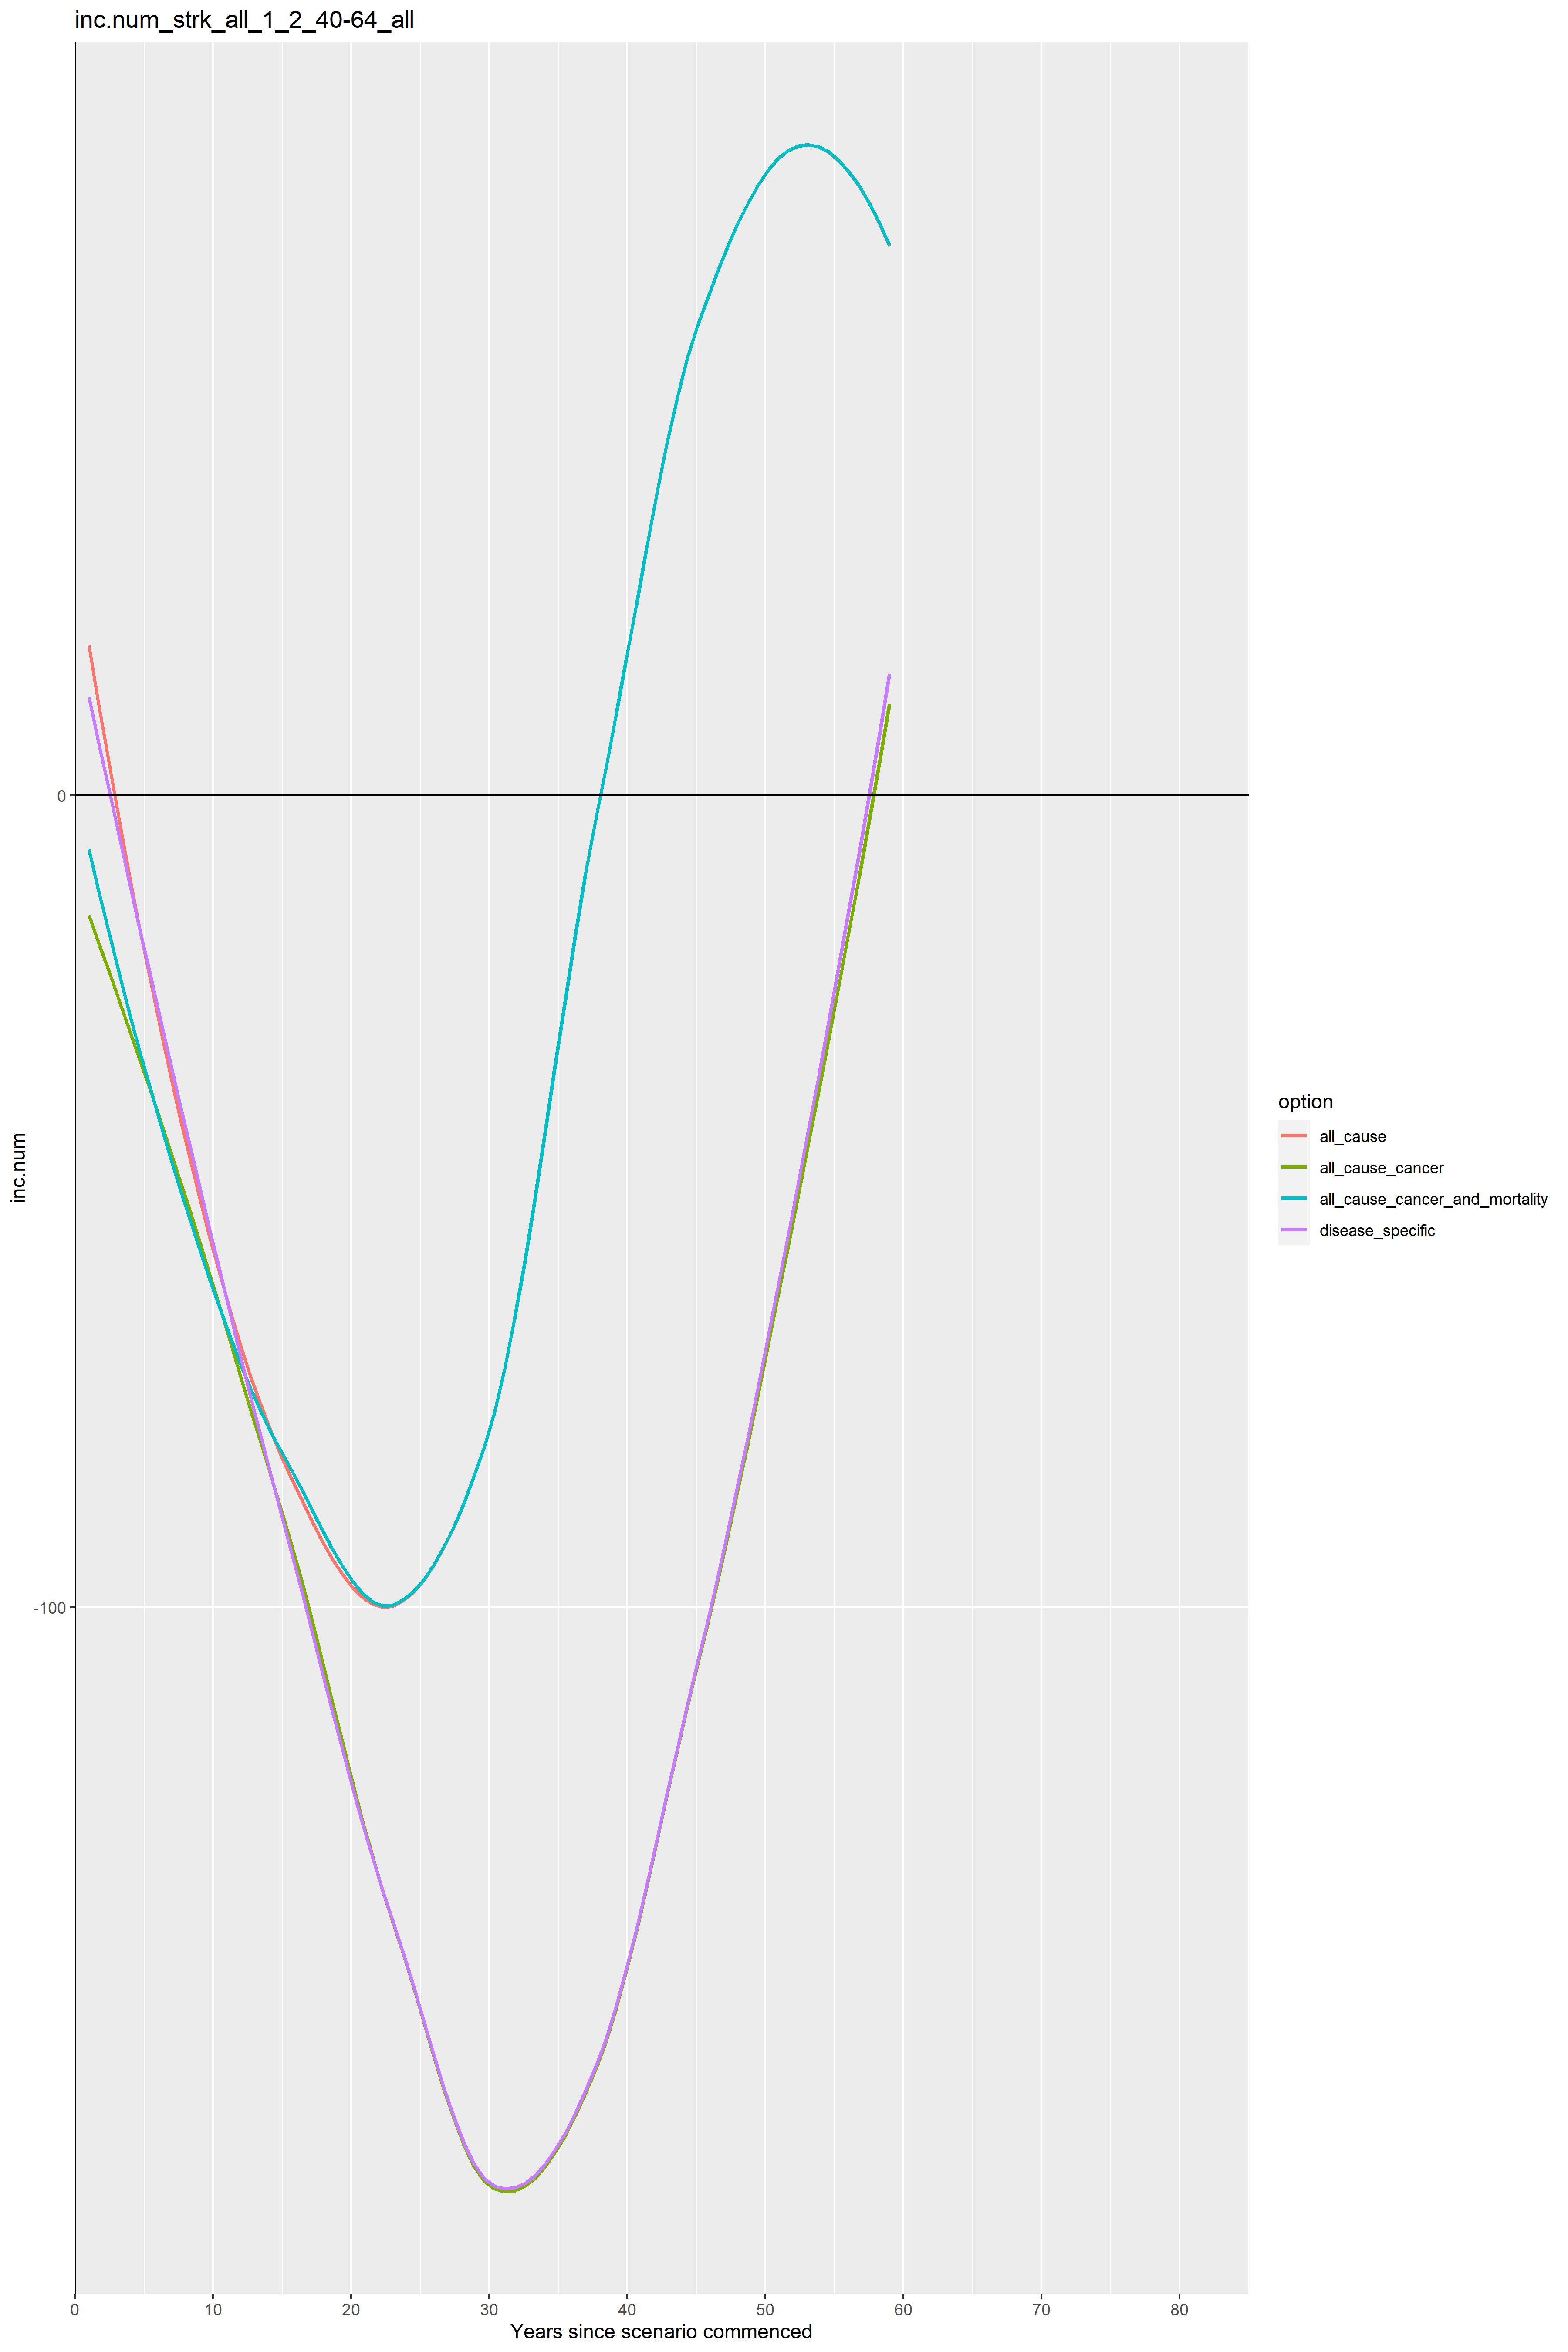 inc.num_strk_all_1_2_40-64_all
inc.num
0
-100
0 10 20 30 40 50 60 70 80
Years since scenario commenced
option
all_cause
all_cause_cancer
all_cause_cancer_and_mortality
disease_specific